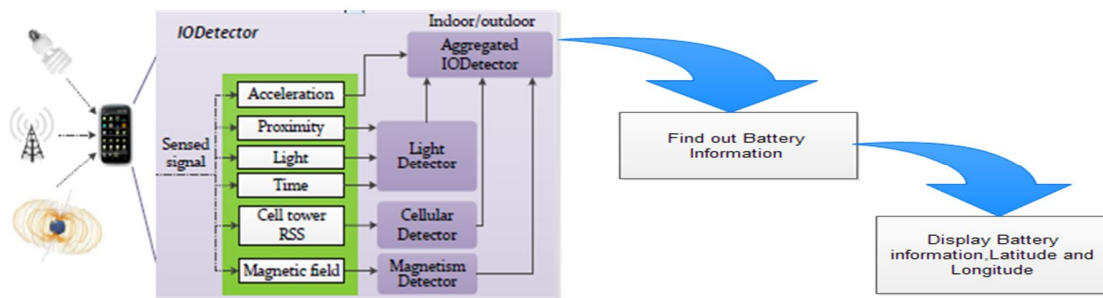 Indoor/outdoor
IODetector
Aggregated
IODetector
Acceleration
Proximity
Sensed
signal
Light
Time
Light
Detector
Cell tower
RSS
Cellular
Detector
Magnetic field
Magnetism
Detector
Find out Battery
Information
Display Battery
information,Latitude and
Longitude